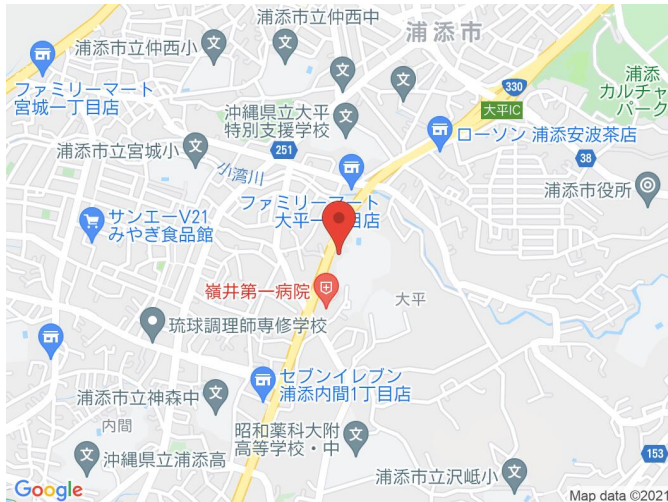 浦添市立仲西中
浦添市
浦添市立仲西小
ファミリーマート
宮城一丁目店
浦添
カルチャ
パーク
330
大平IC
沖縄県立大平
特別支援学校
ローソン 浦添安波茶店
浦添市立宮城小
251
38
小湾川
浦添市役所
ファミリーマート
大平一
目店
サンエーV21
みやぎ食品館
嶺井第一病院
大平
琉球調理師専修学校
セブンイレブン
浦添内間1丁目店
浦添市立神森中
内間
昭和薬科大附
高等学校・中
153
沖縄県立浦添高
浦添市立沢岻小
Google
Map data ©202